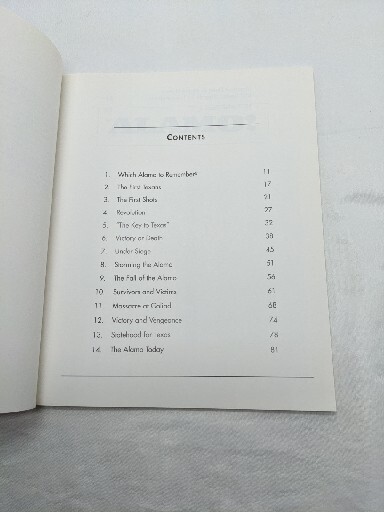 CONTENTS
1. Which Alamo to Remember? 11
2. The First Texans 17
3. The First Shots 21
4. Revolution 27
5. "The Key to Texas" 32
6. Victory or Death 38
7. Under Siege 45
8. Storming the Alamo 51
9. The Fall of the Alamo 56
10. Survivors and Victims 61
11. Massacre at Goliad 68
12. Victory and Vengeance 74
13. Statehood for Texas 78
14. The Alamo Today 81